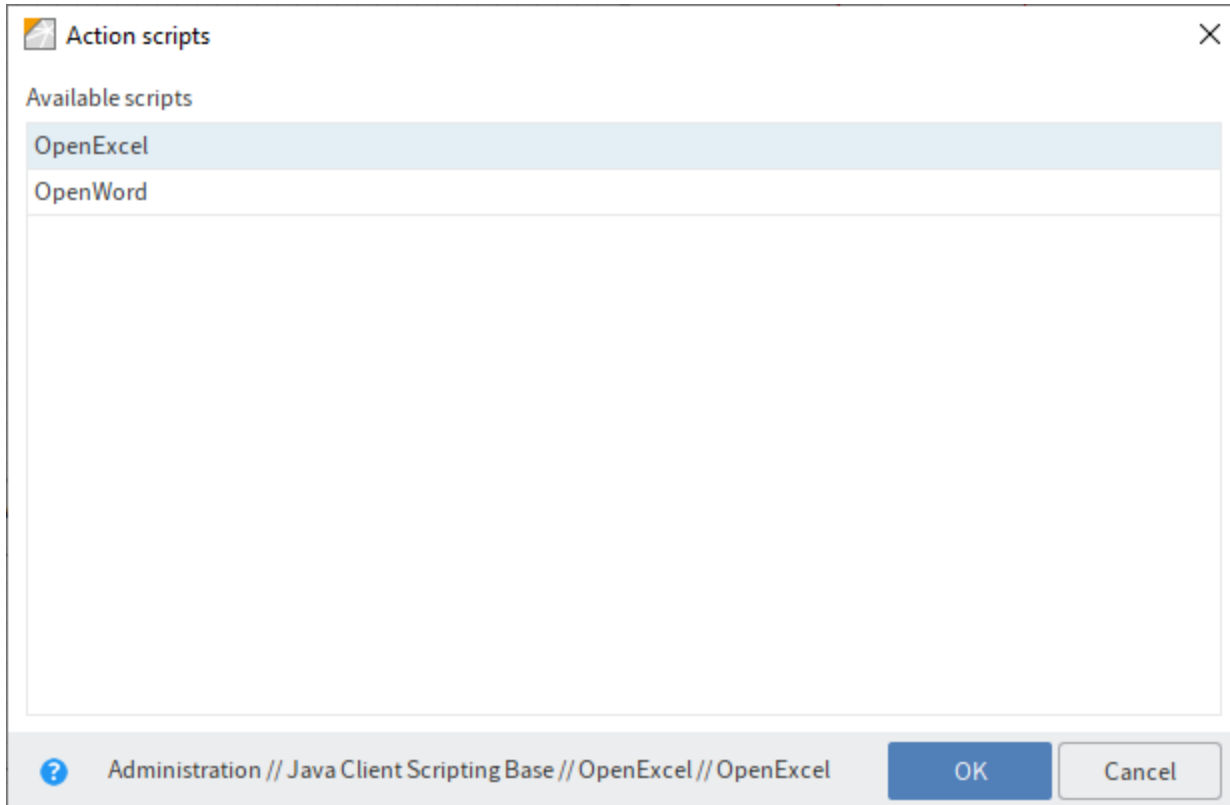 Action scripts
Available scripts
OpenExcel
OpenWord
Administration // Java Client Scripting Base // OpenExcel // OpenExcel
OK
Cancel